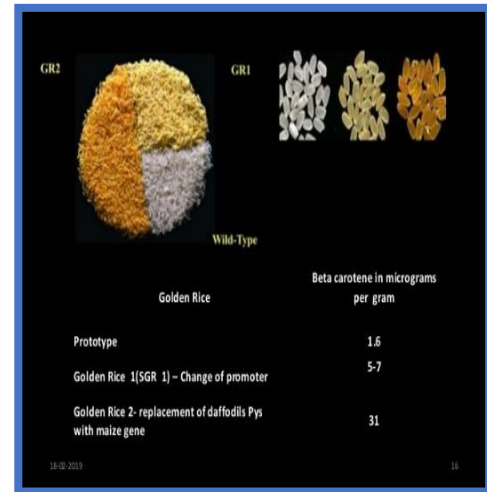 GR2
GR1
Wild-Type
Golden Rice
Beta carotene in micrograms
per gram
Prototype
1.6
Golden Rice 1(SGR 1) – Change of promoter
5-7
Golden Rice 2- replacement of daffodils Pys
with maize gene
31
18-02-2019
16